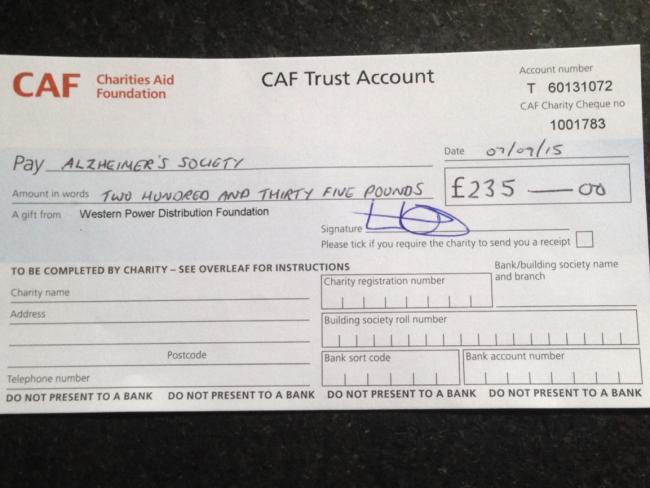 CAF Charities Aid Foundation
CAF Trust Account
Account number
T 60131072
CAF Charity Cheque no
1001783
Date 07/09/15
Pay ALZHEIMER'S SOCIETY
Amount in words TWO HUNDRED AND THIRTY FIVE POUNDS
£235 — 00
A gift from Western Power Distribution Foundation
Signature
Please tick if you require the charity to send you a receipt
TO BE COMPLETED BY CHARITY – SEE OVERLEAF FOR INSTRUCTIONS
Charity name
Address
Postcode
Telephone number
Charity registration number
Bank/building society name
and branch
Building society roll number
Bank sort code
Bank account number
DO NOT PRESENT TO A BANK DO NOT PRESENT TO A BANK DO NOT PRESENT TO A BANK DO NOT PRESENT TO A BANK